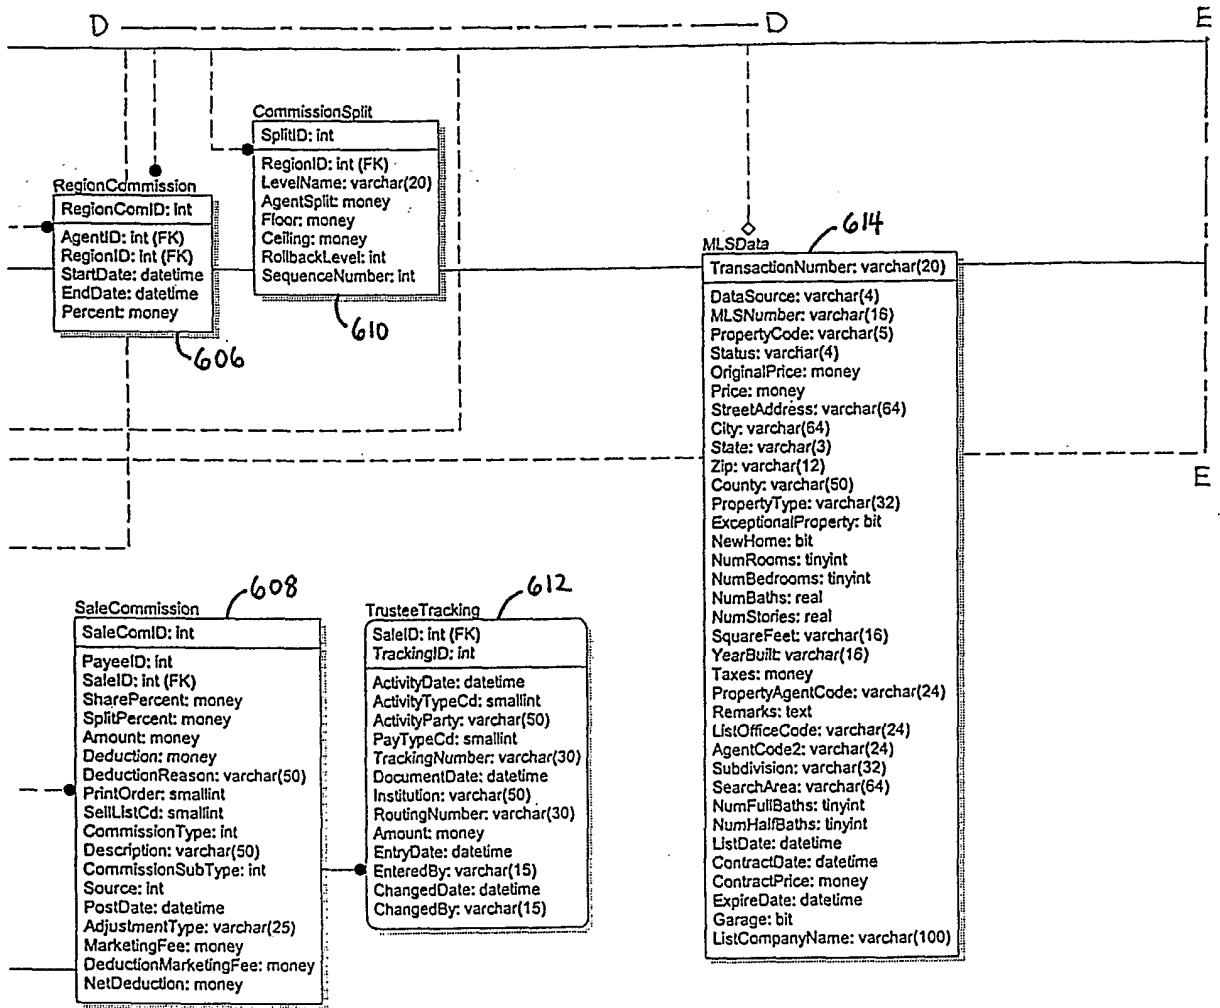 D D E
CommissionSplit
SplitID: int
RegionID: int (FK)
LevelName: varchar(20)
AgentSplit: money
Floor: money
Ceiling: money
RollbackLevel: int
SequenceNumber: int
610
RegionCommission
RegionComID: int
AgentID: int (FK)
RegionID: int (FK)
StartDate: datetime
EndDate: datetime
Percent: money
606
614
MLSData
TransactionNumber: varchar(20)
DataSource: varchar(4)
MLSNumber: varchar(16)
PropertyCode: varchar(5)
Status: varchar(4)
OriginalPrice: money
Price: money
StreetAddress: varchar(64)
City: varchar(64)
State: varchar(3)
Zip: varchar(12)
County: varchar(50)
PropertyType: varchar(32)
ExceptionalProperty: bit
NewHome: bit
NumRooms: tinyint
NumBedrooms: tinyint
NumBaths: real
NumStories: real
SquareFeet: varchar(16)
YearBuilt: varchar(16)
Taxes: money
PropertyAgentCode: varchar(24)
Remarks: text
ListOfficeCode: varchar(24)
AgentCode2: varchar(24)
Subdivision: varchar(32)
SearchArea: varchar(64)
NumFullBaths: tinyint
NumHalfBaths: tinyint
ListDate: datetime
ContractDate: datetime
ContractPrice: money
ExpireDate: datetime
Garage: bit
ListCompanyName: varchar(100)
E
608
SaleCommission
SaleComID: int
PayeeID: int
SaleID: int (FK)
SharePercent: money
SplitPercent: money
Amount: money
Deduction: money
DeductionReason: varchar(50)
PrintOrder: smallint
SellListCd: smallint
CommissionType: int
Description: varchar(50)
CommissionSubType: int
Source: int
PostDate: datetime
AdjustmentType: varchar(25)
MarketingFee: money
DeductionMarketingFee: money
NetDeduction: money
612
TrusteeTracking
SaleID: int (FK)
TrackingID: int
ActivityDate: datetime
ActivityTypeCd: smallint
ActivityParty: varchar(50)
PayTypeCd: smallint
TrackingNumber: varchar(30)
DocumentDate: datetime
Institution: varchar(50)
RoutingNumber: varchar(30)
Amount: money
EntryDate: datetime
EnteredBy: varchar(15)
ChangedDate: datetime
ChangedBy: varchar(15)